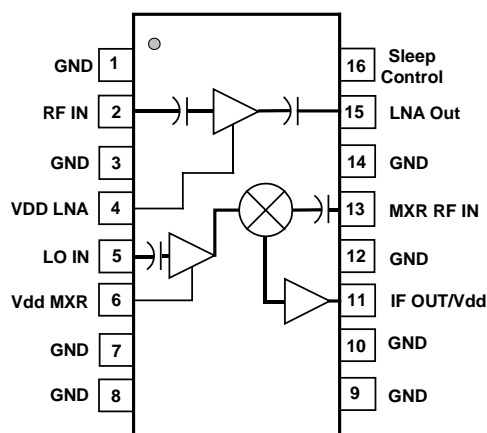 GND 1
RF IN 2
GND 3
VDD LNA 4
LO IN 5
Vdd MXR 6
GND 7
GND 8
16 Sleep
Control
15 LNA Out
14 GND
13 MXR RF IN
12 GND
11 IF OUT/Vdd
10 GND
9 GND